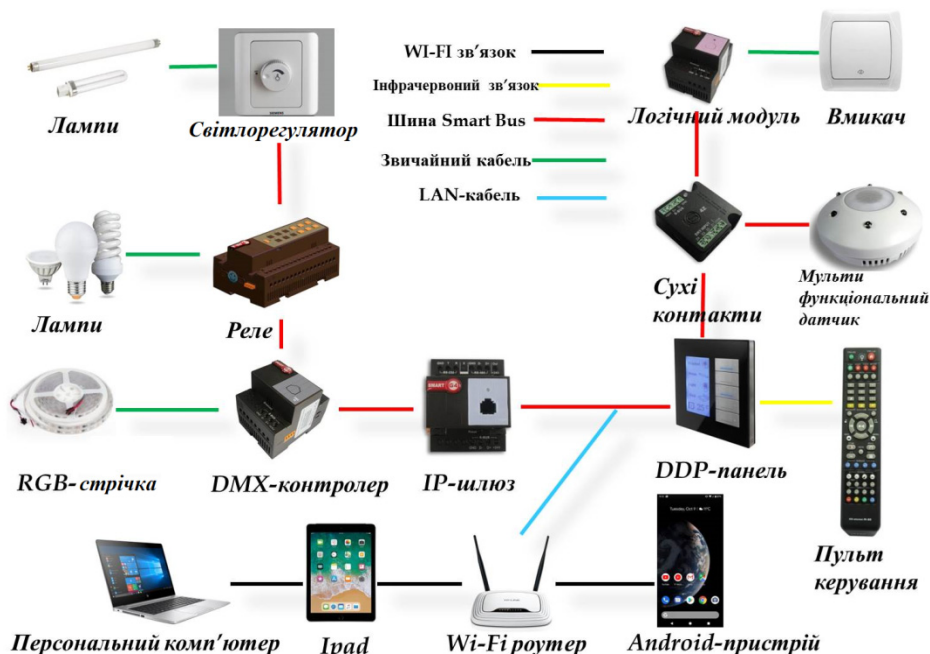 WI-FI зв'язок
Інфрачервоний зв'язок
Шина Smart Bus
Звичайний кабель
LAN-кабель
Лампи
Світлорегулятор
Логічний модуль
Вмикач
Лампи
Реле
Сухі
контакти
Мульти
функціональний
датчик
RGB-стрічка
DMX-контролер
IP-шлюз
DDP-панель
Пульт
керування
Персональний комп'ютер
Ipad
Wi-Fi роутер
Android-пристрій